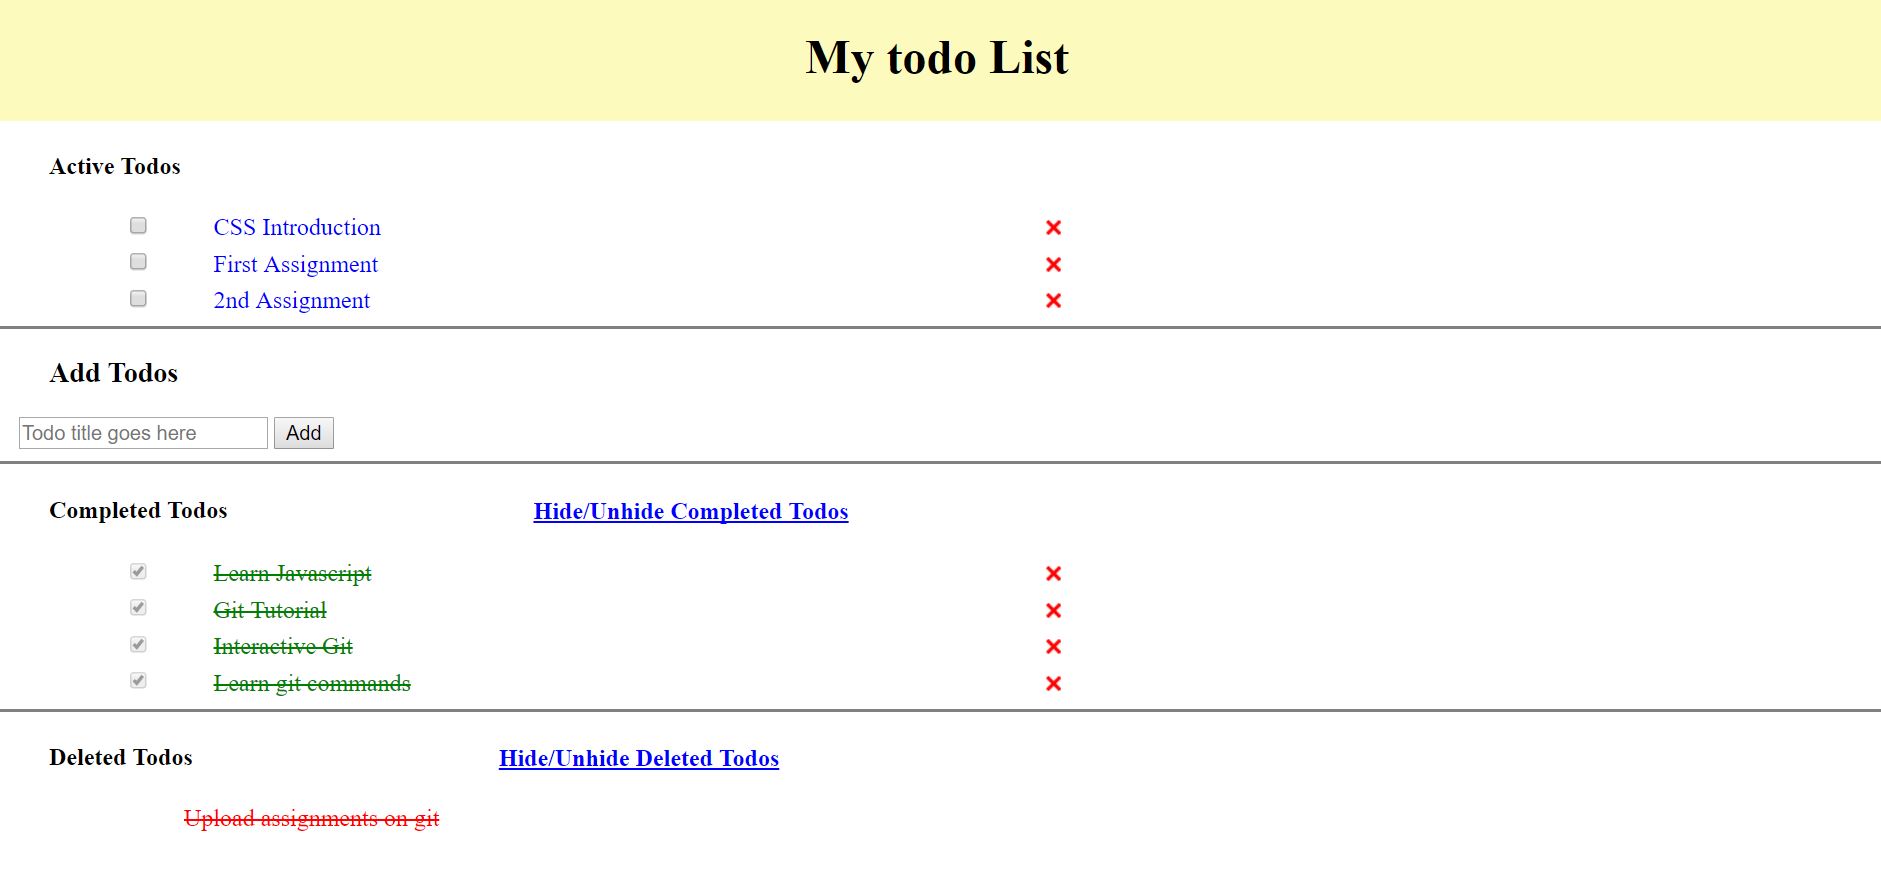 My todo List
Active Todos
CSS Introduction
First Assignment
2nd Assignment
Add Todos
Todo title goes here Add
Completed Todos Hide/Unhide Completed Todos
Learn Javascript
Git Tutorial
Interactive Git
Learn git commands
Deleted Todos Hide/Unhide Deleted Todos
Upload assignments on git